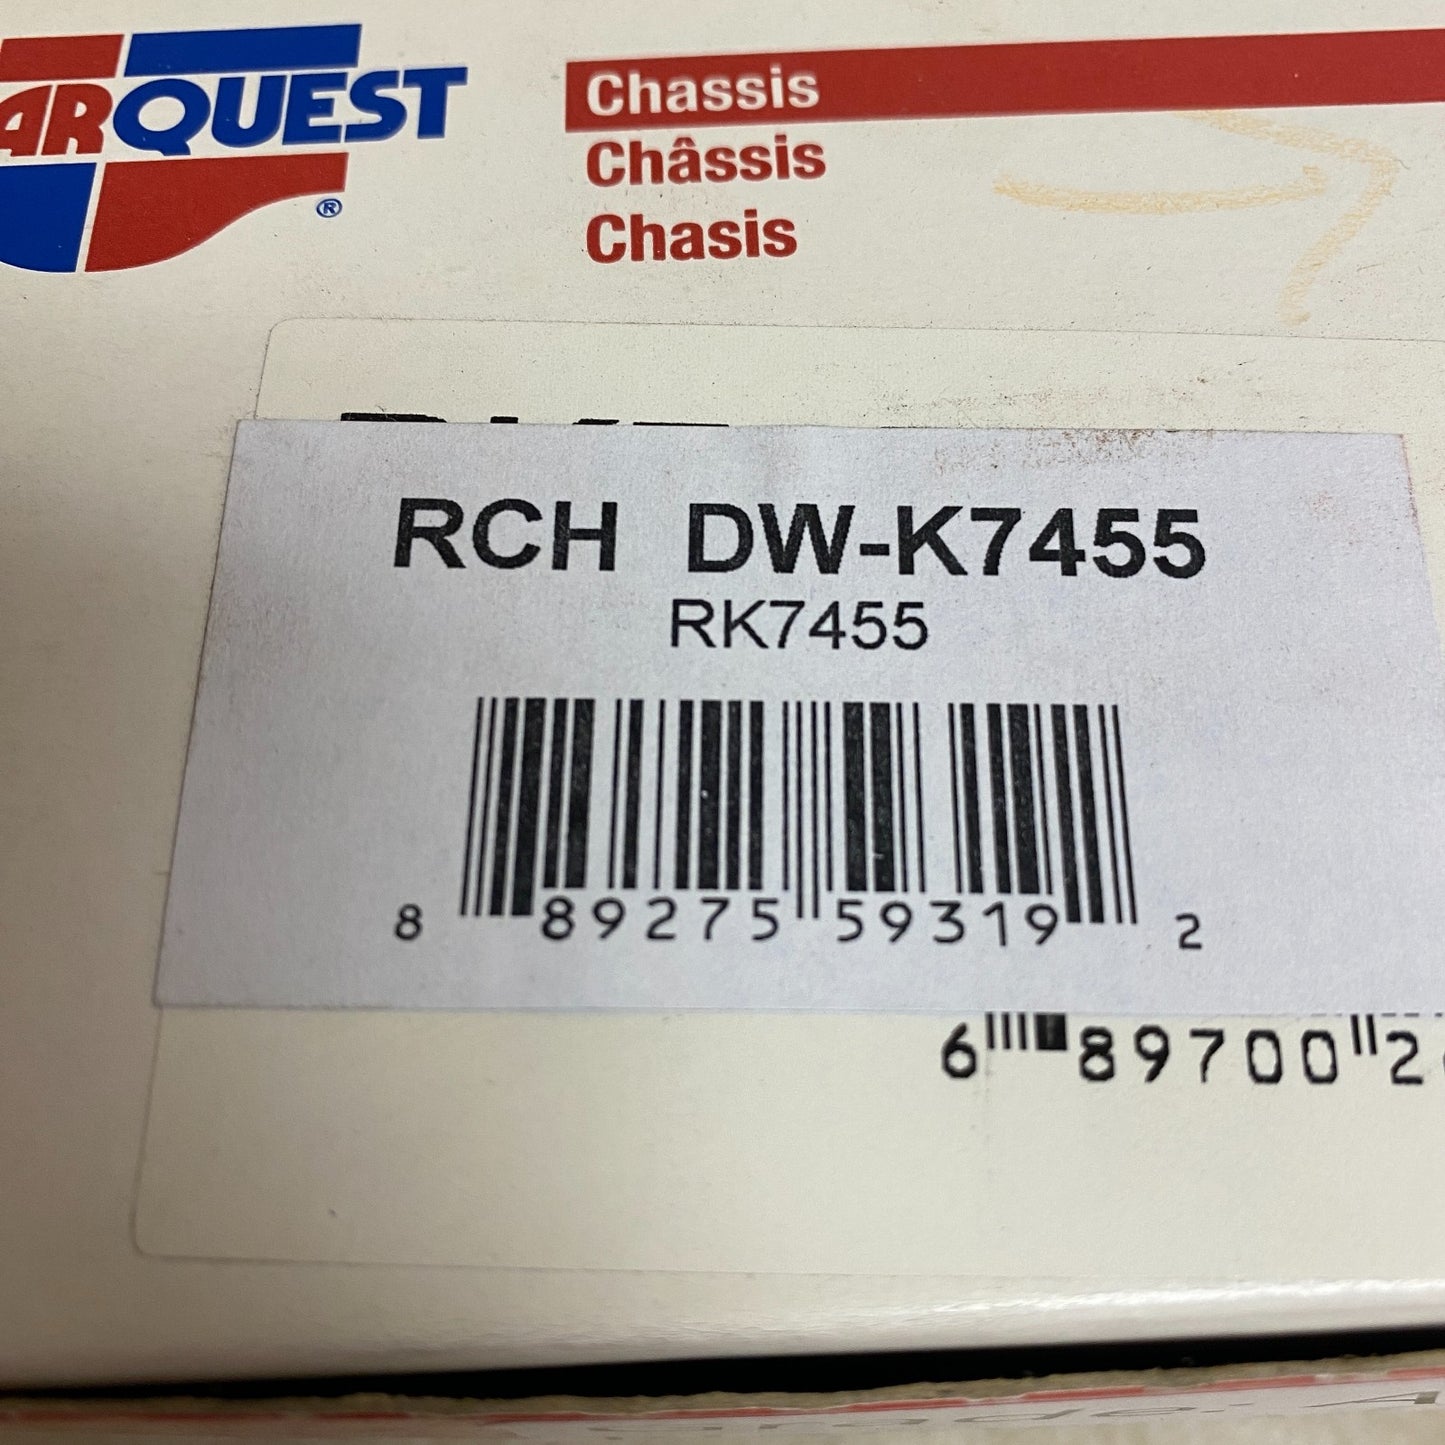 ARQUEST
®
Chassis
Châssis
Chasis
RCH DW-K7455
RK7455
8 89275 59319 2
6 89700 2